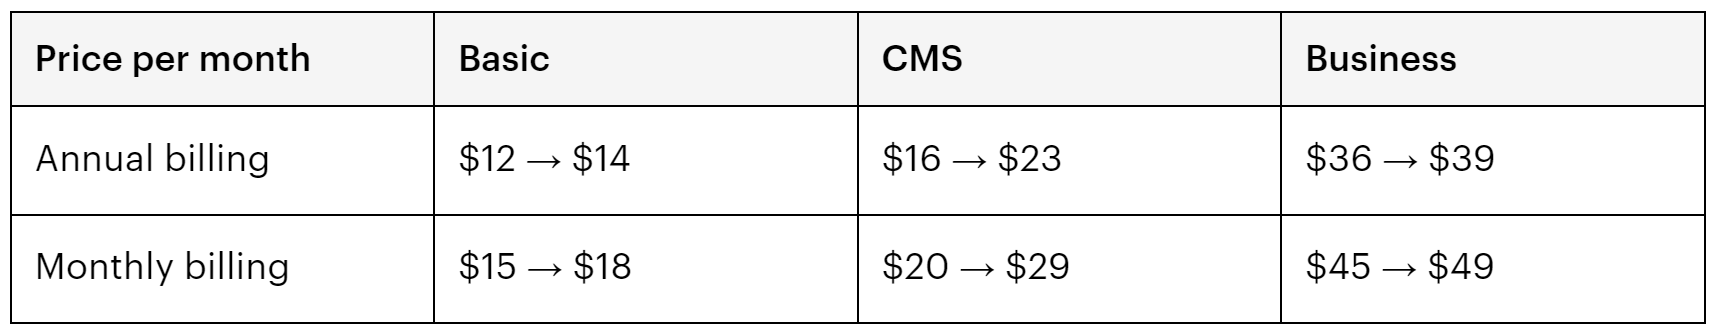 Price per month Basic CMS Business
Annual billing $12 → $14 $16 → $23 $36 → $39
Monthly billing $15 → $18 $20 → $29 $45 → $49